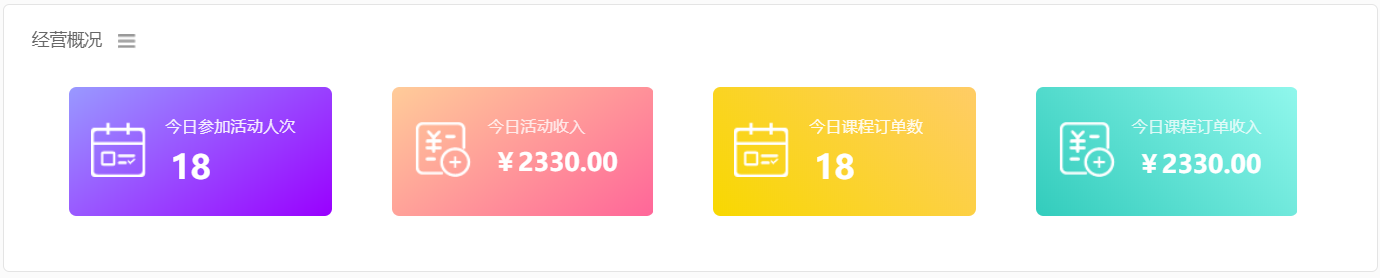 经营概况
今日参加活动人次
18
今日活动收入
￥2330.00
今日课程订单数
18
今日课程订单收入
￥2330.00